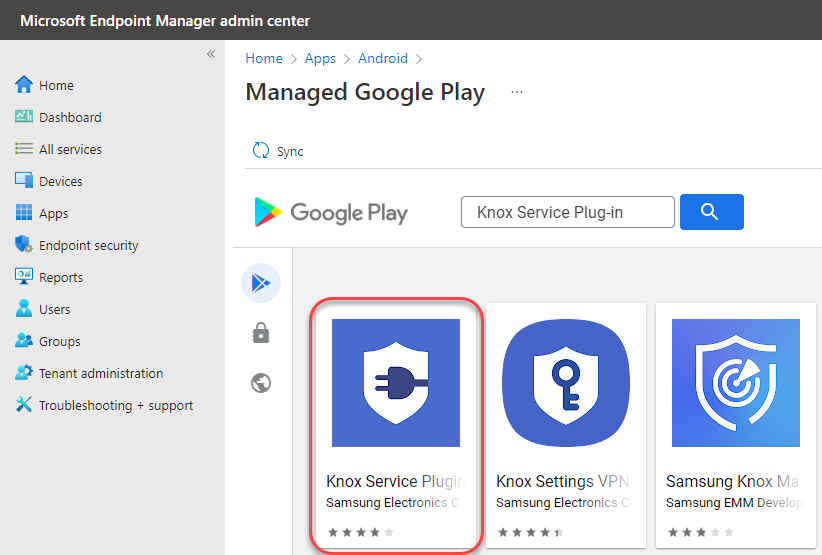 Microsoft Endpoint Manager admin center
«
Home > Apps > Android >
Managed Google Play ...
Home
Dashboard
All services
Devices
Apps
Endpoint security
Reports
Users
Groups
Tenant administration
Troubleshooting + support
Sync
Google Play
Knox Service Plug-in
Knox Service Plugin
Samsung Electronics C
Knox Settings VPN
Samsung Electronics C
Samsung Knox Ma
Samsung EMM Develop